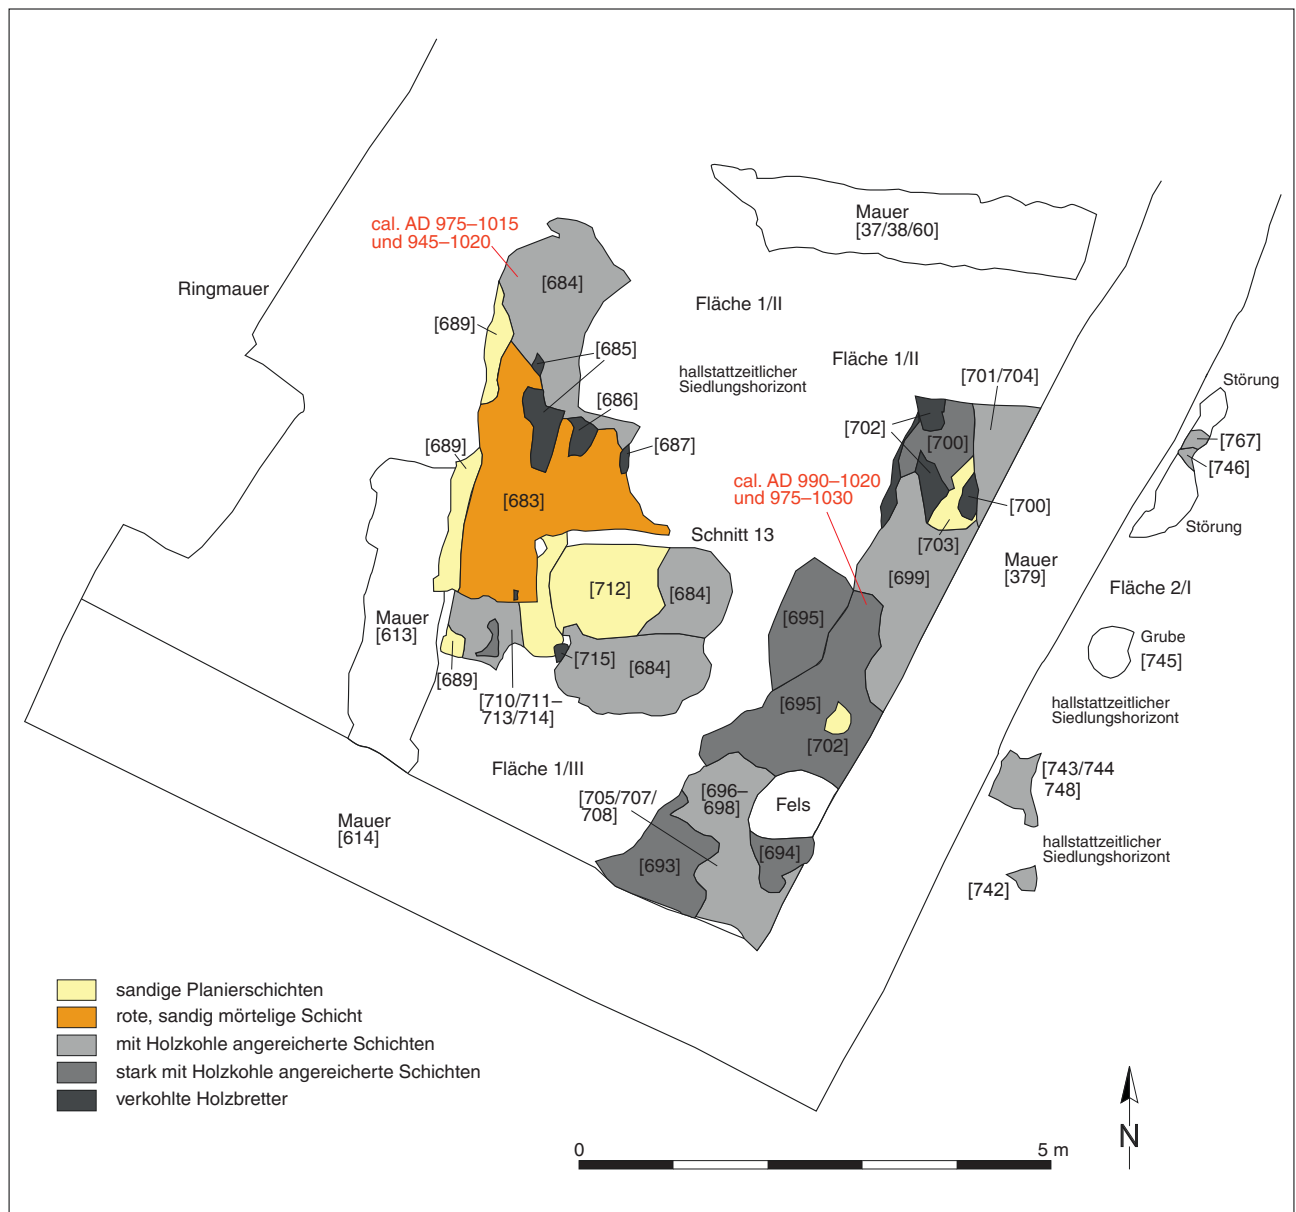 cal. AD 975–1015
und 945–1020
Mauer
[37/38/60]
Ringmauer
[684]
Fläche 1/II
[689]
[685]
hallstattzeitlicher
Siedlungshorizont
Fläche 1/II
[701/704]
Störung
[686]
[702]
[700]
[767]
[687]
[689]
[746]
cal. AD 990–1020
und 975–1030
[683]
[700]
Störung
Schnitt 13
[703]
Mauer
[379]
[699]
Fläche 2/I
[712]
[684]
Mauer
[613]
[695]
Grube
[745]
[715]
[684]
[689]
[710/711–
713/714]
[695]
hallstattzeitlicher
Siedlungshorizont
[702]
Fläche 1/III
[743/744
748]
[705/707/
708]
[696–
698]
Fels
Mauer
[614]
hallstattzeitlicher
Siedlungshorizont
[693]
[694]
[742]
sandige Planierschichten
rote, sandig mörtelige Schicht
mit Holzkohle angereicherte Schichten
stark mit Holzkohle angereicherte Schichten
verkohlte Holzbretter
N
0 5 m